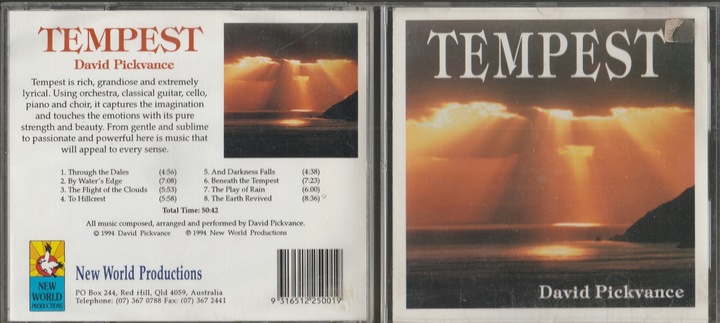 TEMPEST
David Pickvance
Tempest is rich, grandiose and extremely
lyrical. Using orchestra, classical guitar, cello,
piano and choir, it captures the imagination
and touches the emotions with its pure
strength and beauty. From gentle and sublime
to passionate and powerful here is music that
will appeal to every sense.
1. Through the Dales (4:56)
2. By Water's Edge (7:08)
3. The Flight of the Clouds (5:53)
4. To Hillcrest (5:58)
5. And Darkness Falls (4:38)
6. Beneath the Tempest (7:23)
7. The Play of Rain (6:00)
8. The Earth Revived (8:36)
Total Time: 50:42
All music composed, arranged and performed by David Pickvance.
© 1994 David Pickvance ℗ 1994 New World Productions
NEW
WORLD
PRODUCTIONS
New World Productions
PO Box 244, Red Hill, Qld 4059, Australia
Telephone: (07) 367 0788 Fax: (07) 367 2441
9 316512 250019
TEMPEST
David Pickvance